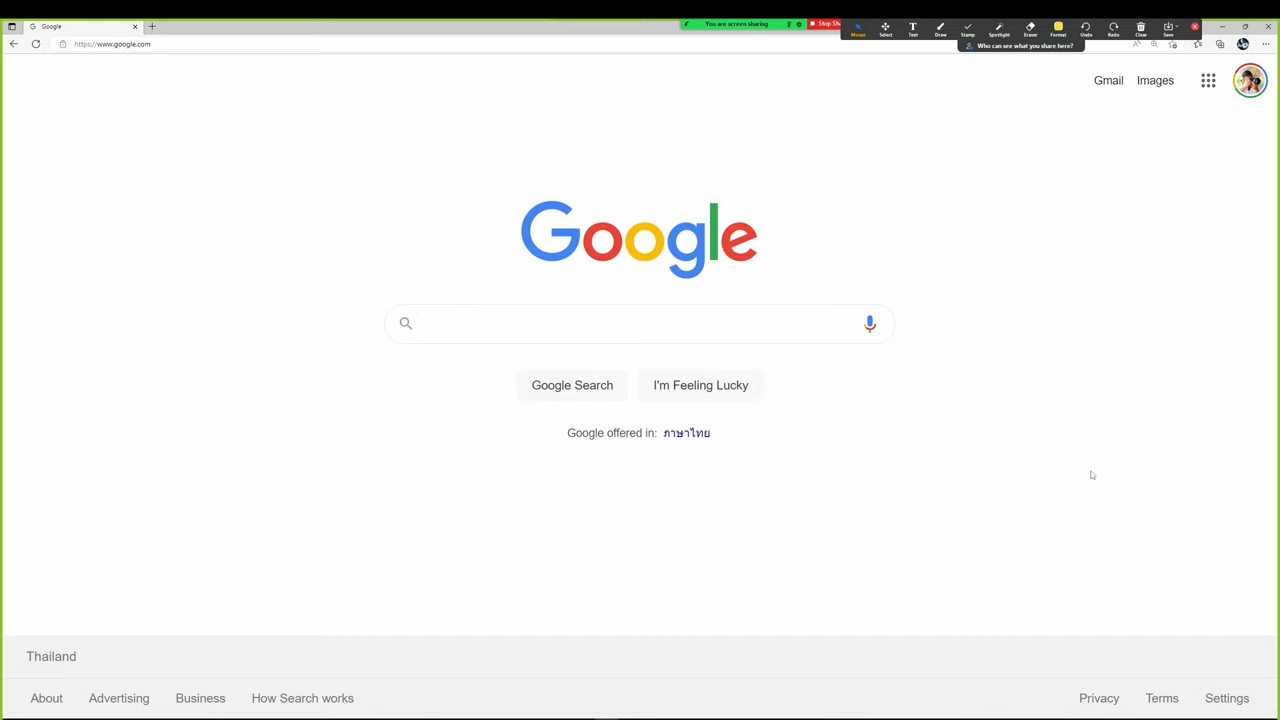 Google
You are screen sharing
Stop Sha
Mouse
Select
Text
Draw
Stamp
Spotlight
Eraser
Format
Undo
Redo
Clear
Save
https://www.google.com
Who can see what you share here?
Gmail
Images
Google
Google Search
I'm Feeling Lucky
Google offered in: ภาษาไทย
Thailand
About
Advertising
Business
How Search works
Privacy
Terms
Settings